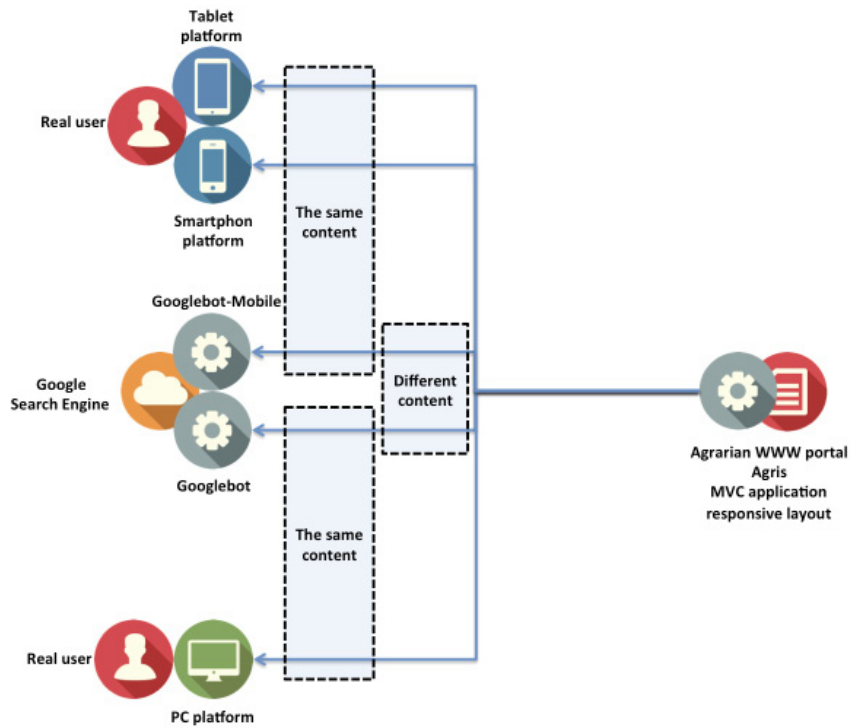 Tablet
platform
Real user
Smartphon
platform
The same
content
Googlebot-Mobile
Different
content
Google
Search Engine
Googlebot
Agrarian WWW portal
Agris
MVC application
responsive layout
The same
content
Real user
PC platform